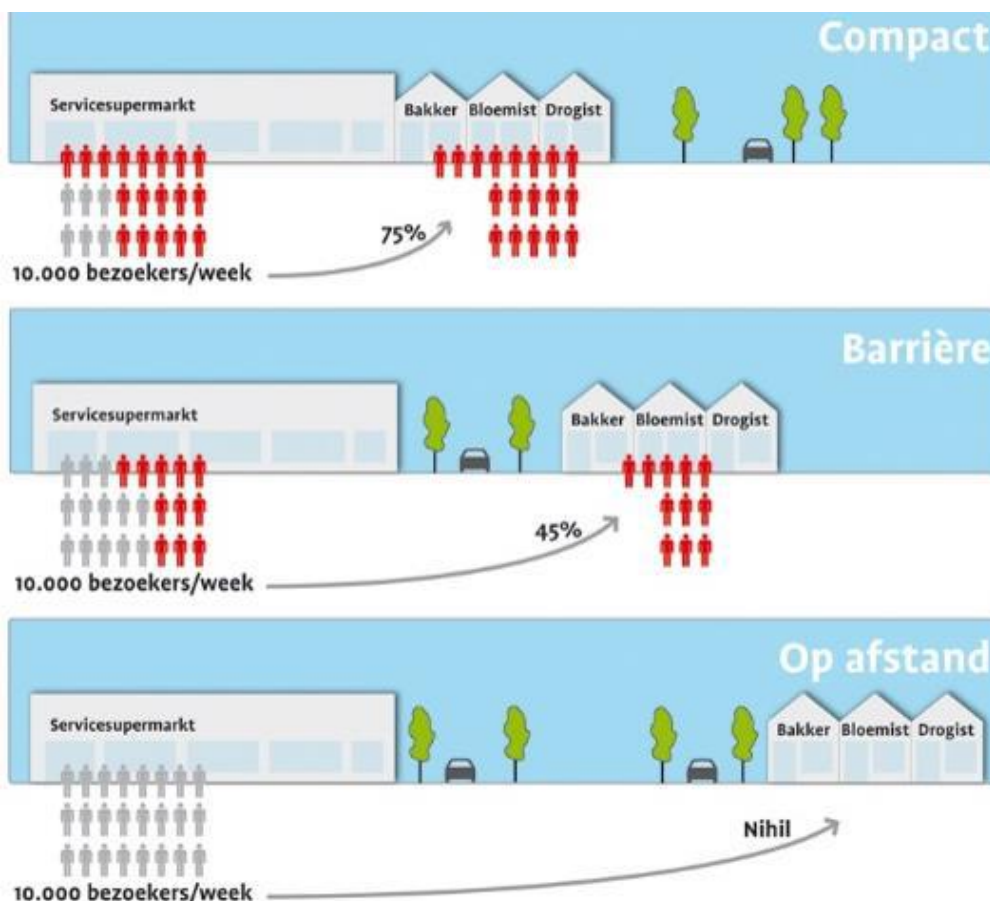 Compact
Servicesupermarkt
Bakker Bloemist Drogist
75%
10.000 bezoekers/week
Barrière
Servicesupermarkt
Bakker Bloemist Drogist
45%
10.000 bezoekers/week
Op afstand
Servicesupermarkt
Bakker Bloemist Drogist
Nihil
10.000 bezoekers/week